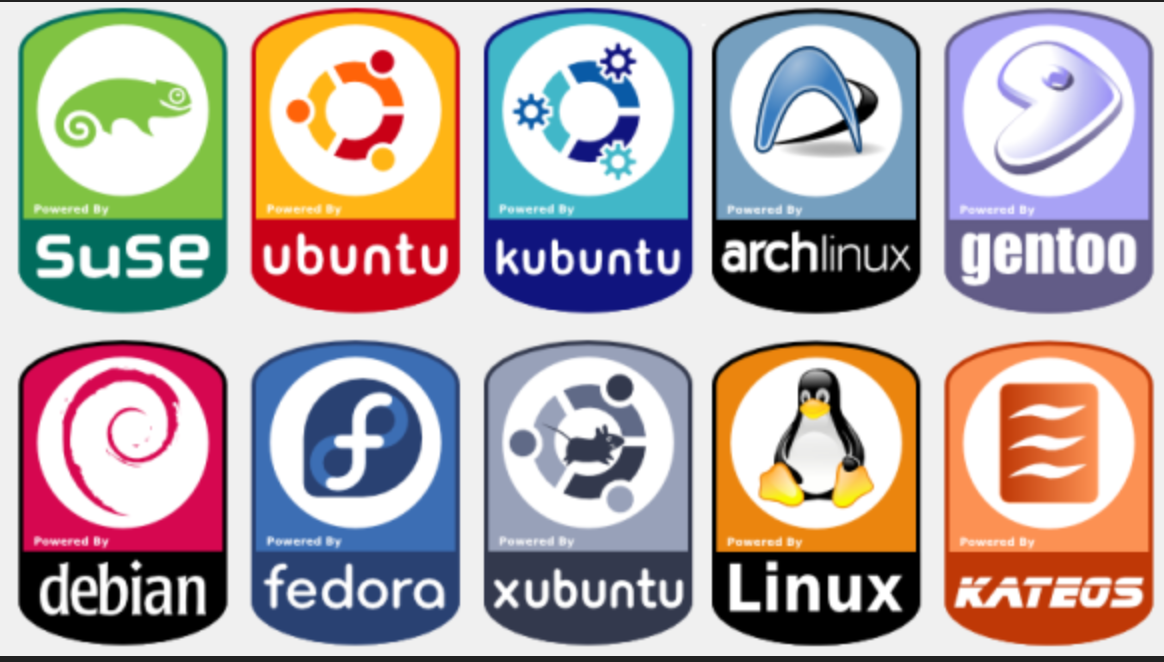 Powered By
suse
Powered By
ubuntu
Powered By
kubuntu
Powered By
archlinux
Powered By
gentoo
Powered By
debian
Powered By
fedora
Powered By
xubuntu
Powered By
Linux
Powered By
KATEOS